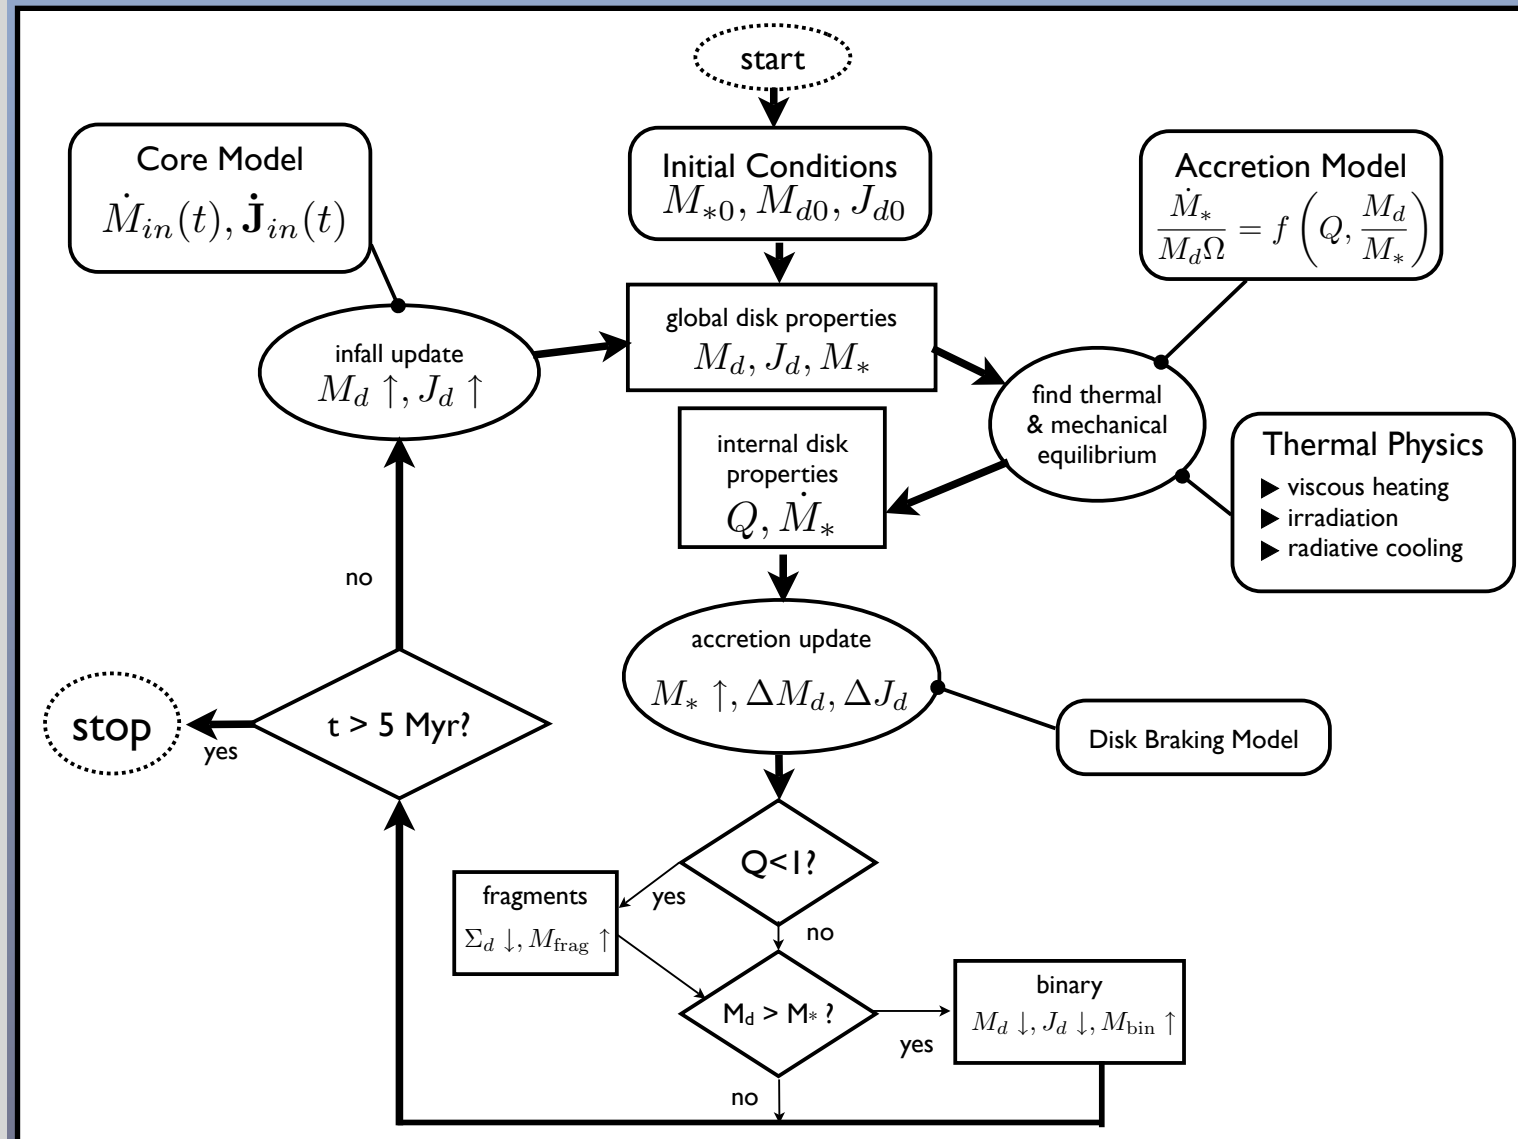 start
Core Model
Ṁ_in(t), J̇_in(t)
Initial Conditions
M_*0, M_d0, J_d0
Accretion Model
Ṁ_* / M_dΩ = f(Q, M_d / M_*)
infall update
M_d ↑, J_d ↑
global disk properties
M_d, J_d, M_*
find thermal
& mechanical
equilibrium
internal disk
properties
Q, Ṁ_*
Thermal Physics
▶ viscous heating
▶ irradiation
▶ radiative cooling
no
accretion update
M_* ↑, ΔM_d, ΔJ_d
Disk Braking Model
stop
yes
t > 5 Myr?
Q<1?
yes
no
fragments
Σ_d ↓, M_frag ↑
M_d > M_* ?
yes
no
binary
M_d ↓, J_d ↓, M_bin ↑